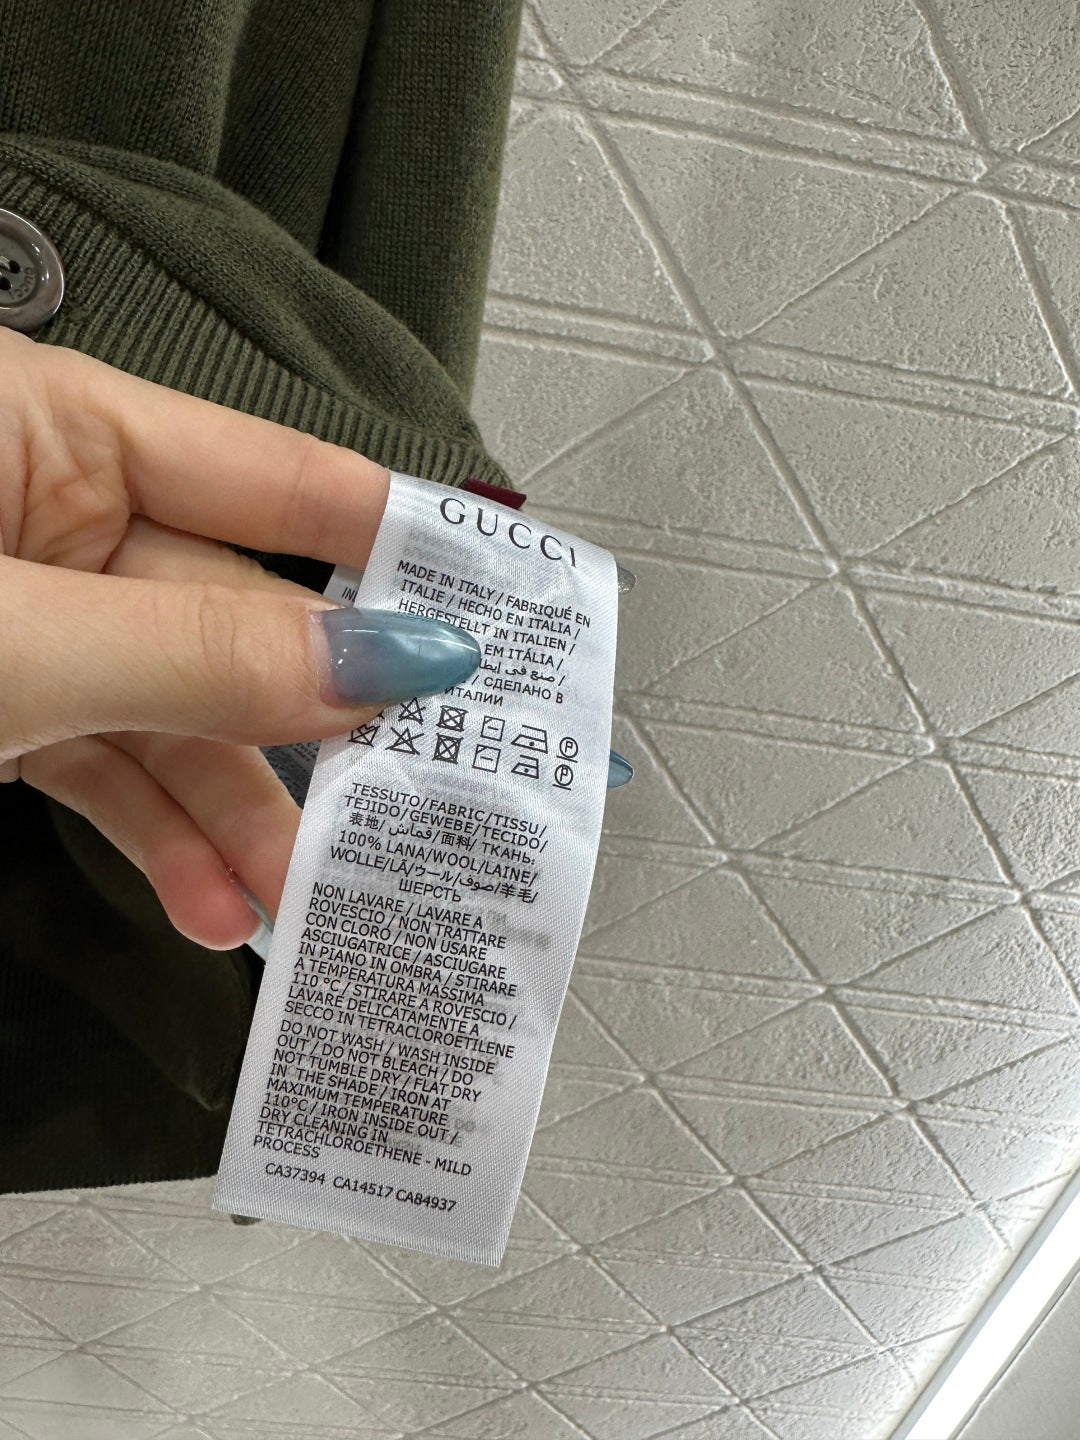 GUCCI
MADE IN ITALY / FABRIQUÉ EN
ITALIE / HECHO EN ITALIA /
HERGESTELLT IN ITALIEN /
EM ITÁLIA /
صنع في إيطا /
/ СДЕЛАНО В
ИТАЛИИ
P
P
TESSUTO/FABRIC/TISSU/
TEJIDO/GEWEBE/TECIDO/
表地/ قماش/面料/ ТКАНЬ:
100% LANA/WOOL/LAINE/
WOLLE/LÃ/ウール/صوف/羊毛/
ШЕРСТЬ
NON LAVARE / LAVARE A
ROVESCIO / NON TRATTARE
CON CLORO / NON USARE
ASCIUGATRICE / ASCIUGARE
IN PIANO IN OMBRA / STIRARE
A TEMPERATURA MASSIMA
110 °C / STIRARE A ROVESCIO /
LAVARE DELICATAMENTE A
SECCO IN TETRACLOROETILENE
DO NOT WASH / WASH INSIDE
OUT / DO NOT BLEACH / DO
NOT TUMBLE DRY / FLAT DRY
IN THE SHADE / IRON AT
MAXIMUM TEMPERATURE
110°C / IRON INSIDE OUT /
DRY CLEANING IN
TETRACHLOROETHENE - MILD
PROCESS
CA37394 CA14517 CA84937